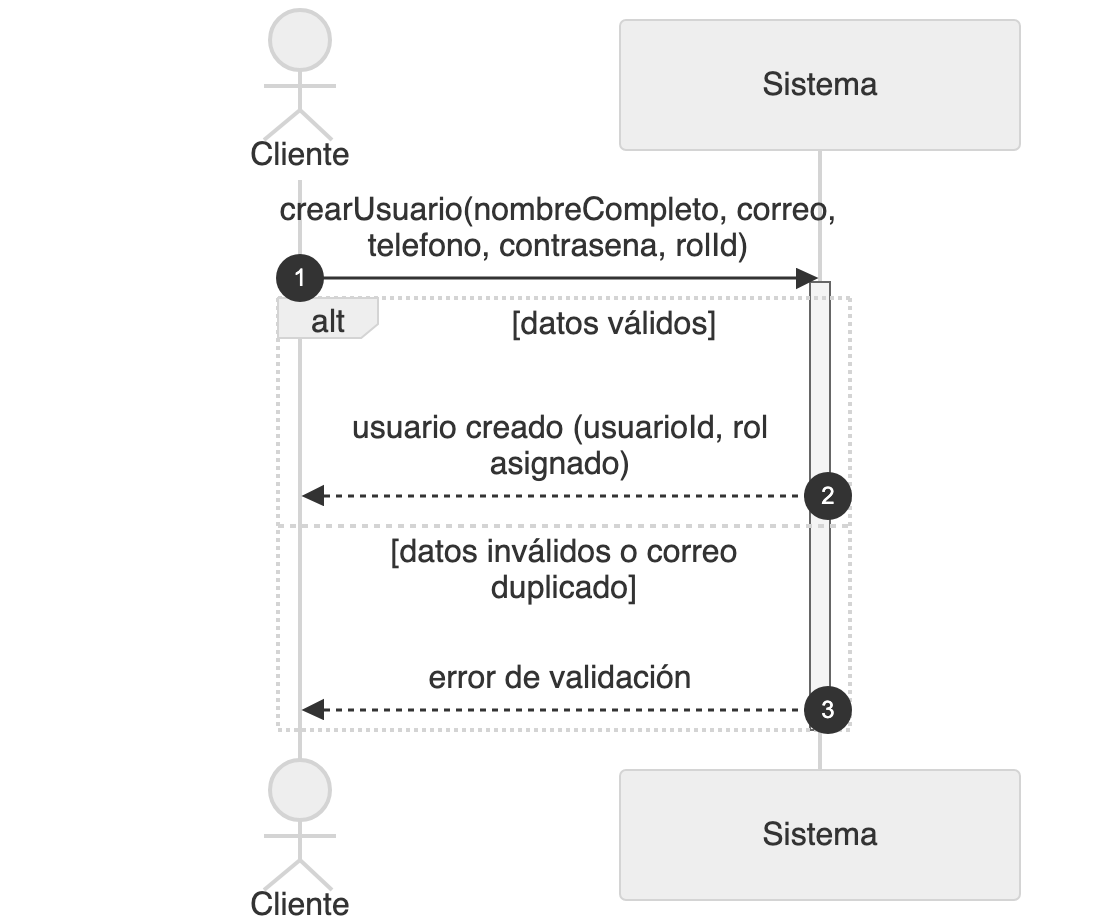 Cliente
Sistema
crearUsuario(nombreCompleto, correo,
telefono, contrasena, rolId)
1
alt
[datos válidos]
usuario creado (usuarioId, rol
asignado)
2
[datos inválidos o correo
duplicado]
error de validación
3
Cliente
Sistema